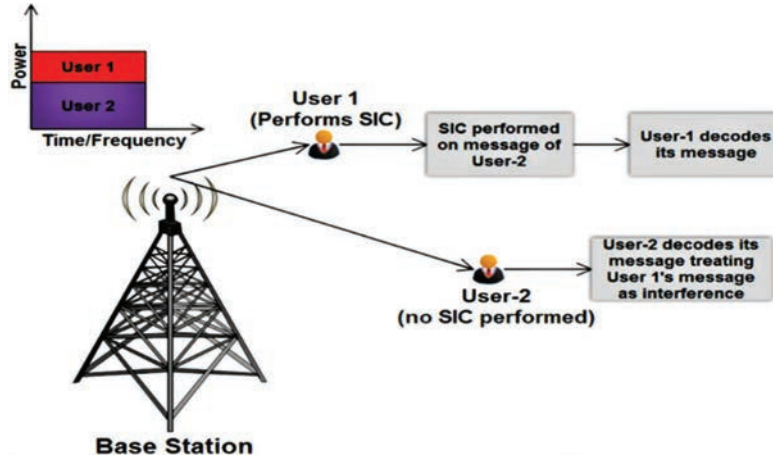 Power
User 1
User 2
Time/Frequency
User 1
(Performs SIC)
SIC performed
on message of
User-2
User-1 decodes
its message
User-2
(no SIC performed)
User-2 decodes its
message treating
User 1's message
as interference
Base Station